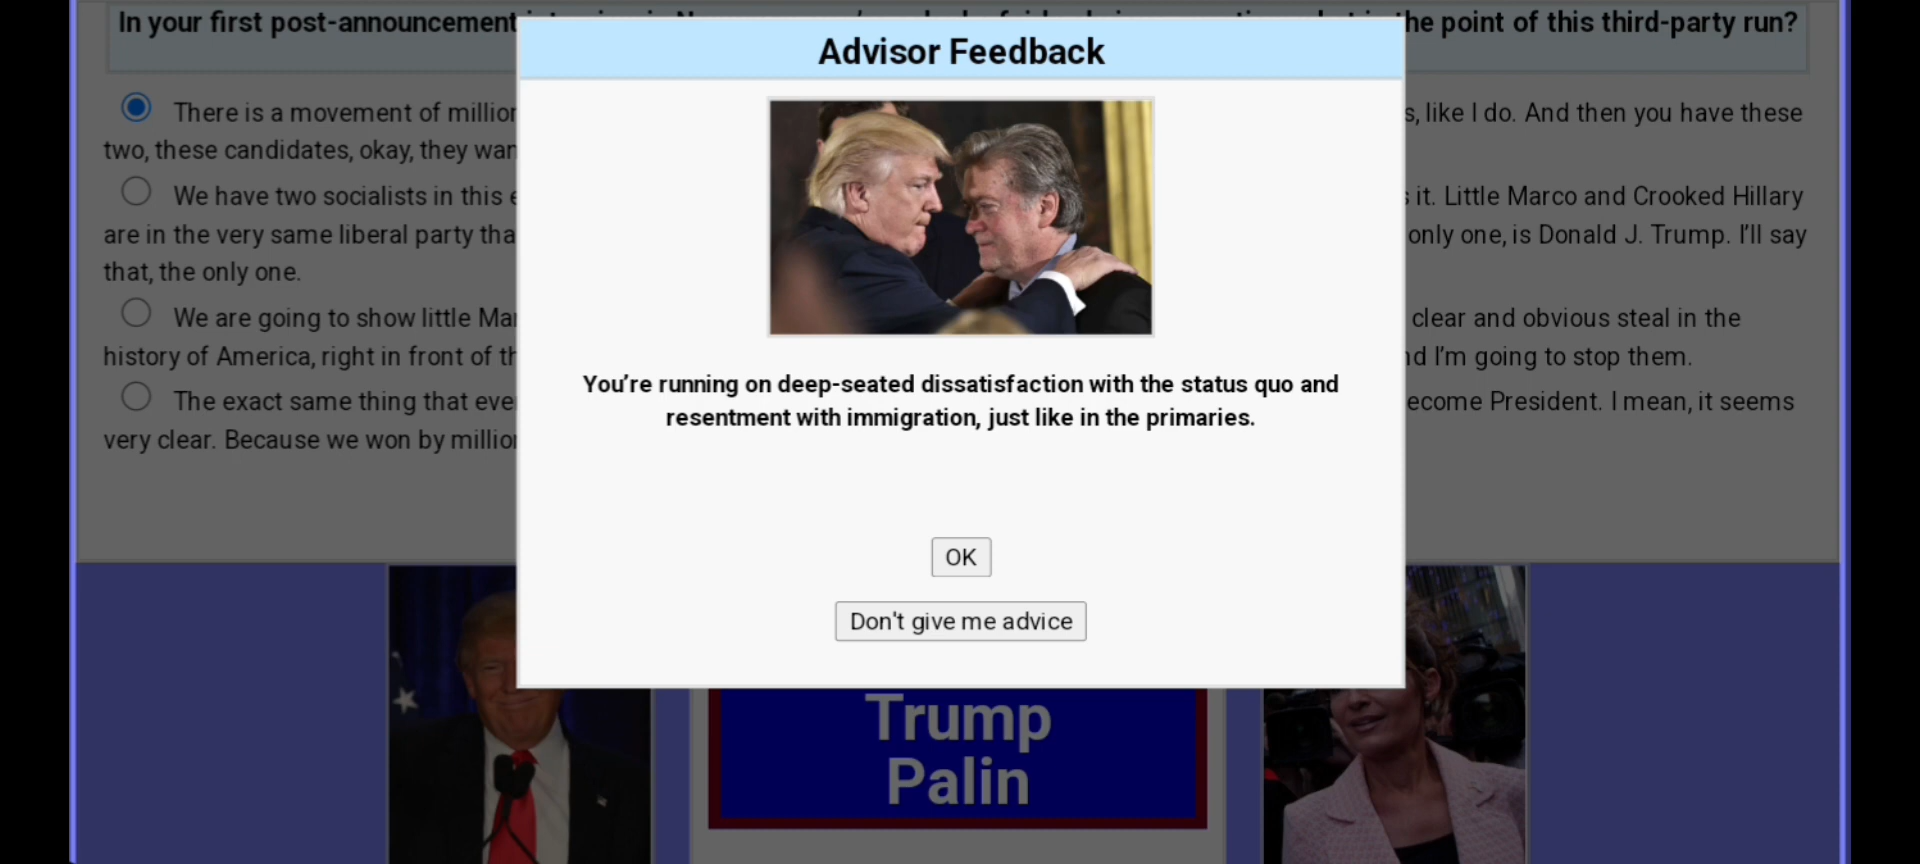 In your first post-announcement he point of this third-party run?
Advisor Feedback
There is a movement of million s, like I do. And then you have these
two, these candidates, okay, they wan
We have two socialists in this e s it. Little Marco and Crooked Hillary
are in the very same liberal party tha only one, is Donald J. Trump. I’ll say
that, the only one.
We are going to show little Mar clear and obvious steal in the
history of America, right in front of th nd I’m going to stop them.
The exact same thing that eve ecome President. I mean, it seems
very clear. Because we won by million
You’re running on deep-seated dissatisfaction with the status quo and
resentment with immigration, just like in the primaries.
OK
Don't give me advice
Trump
Palin